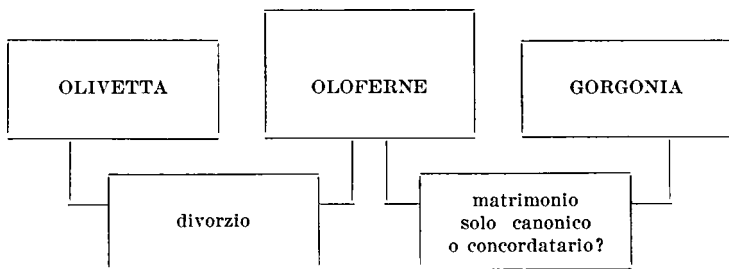 OLIVETTA
OLOFERNE
GORGONIA
divorzio
matrimonio
solo canonico
o concordatario?